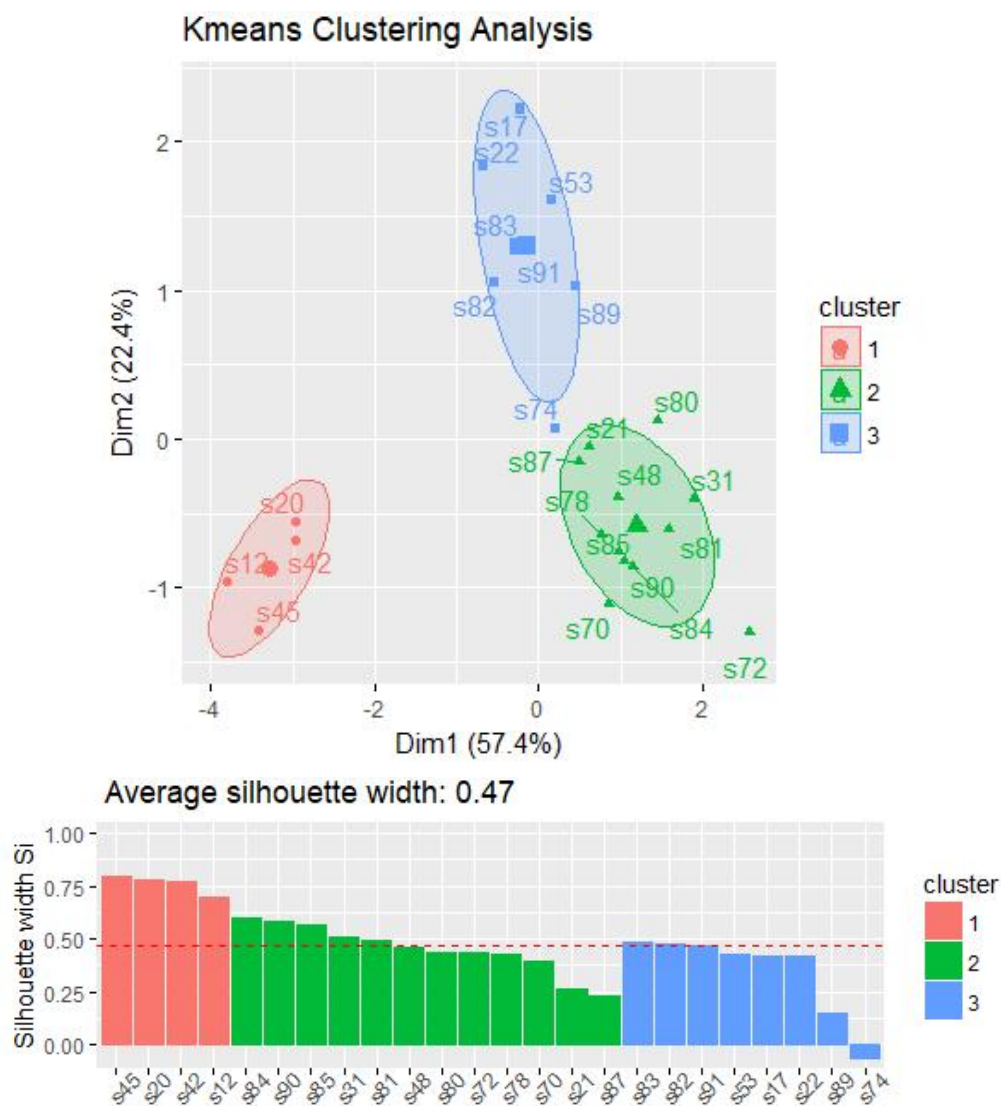 Kmeans Clustering Analysis
s17
s22
s53
s83
s91
s82
s89
s74
s80
s21
s87
s48
s31
s78
s85
s81
s90
s70
s84
s72
s20
s12
s42
s45
2
1
0
-1
Dim2 (22.4%)
-4 -2 0 2
Dim1 (57.4%)
cluster
a 1
a 2
a 3
Average silhouette width: 0.47
Silhouette width Si
1.00
0.75
0.50
0.25
0.00
s45 s20 s42 s12 s84 s90 s85 s31 s81 s48 s80 s72 s78 s70 s21 s87 s83 s82 s91 s53 s17 s22 s89 s74
cluster
1
2
3